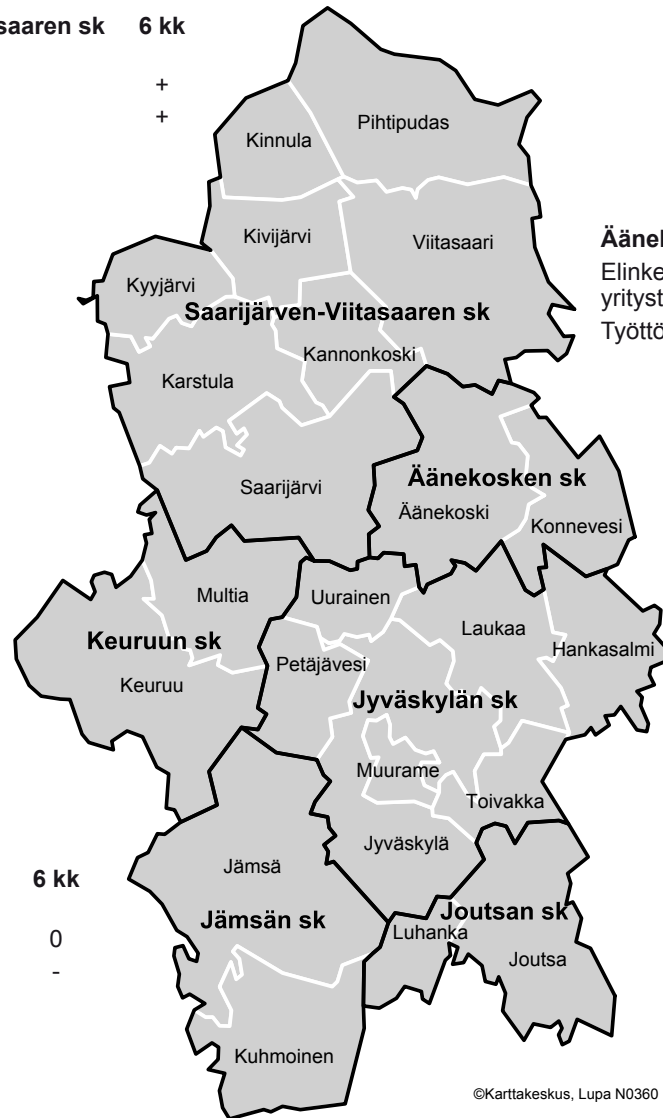 saaren sk 6 kk
+
+
Pihtipudas
Kinnula
Kivijärvi
Viitasaari
Kyyjärvi
Saarijärven-Viitasaaren sk
Kannonkoski
Karstula
Saarijärvi
Äänekosken sk
Äänekoski
Konnevesi
Multia
Uurainen
Laukaa
Hankasalmi
Keuruun sk
Petäjävesi
Keuruu
Jyväskylän sk
Muurame
Toivakka
Jyväskylä
Jämsä
6 kk
0
-
Jämsän sk
Joutsan sk
Luhanka
Joutsa
Kuhmoinen
©Karttakeskus, Lupa N0360